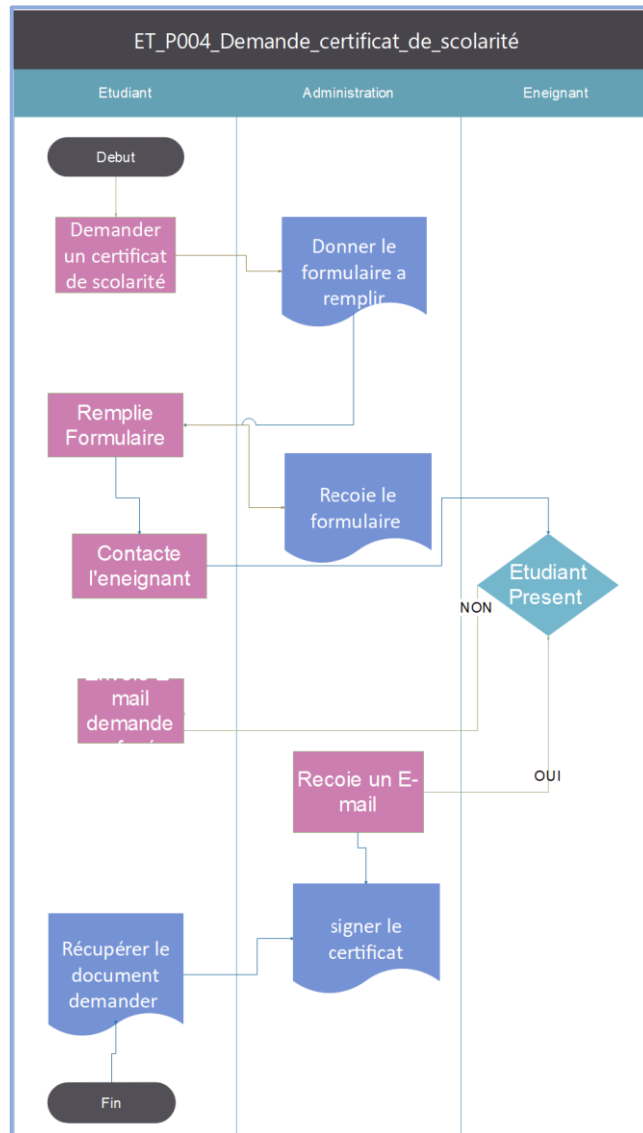 ET_P004_Demande_certificat_de_scolarité
Etudiant
Administration
Eneignant
Debut
Demander
un certificat
de scolarité
Donner le
formulaire a
remplir
Remplie
Formulaire
Recoie le
formulaire
Contacte
l'eneignant
Etudiant
Present
NON
mail
demande
Recoie un E-
mail
OUI
signer le
certificat
Récupérer le
document
demander
Fin